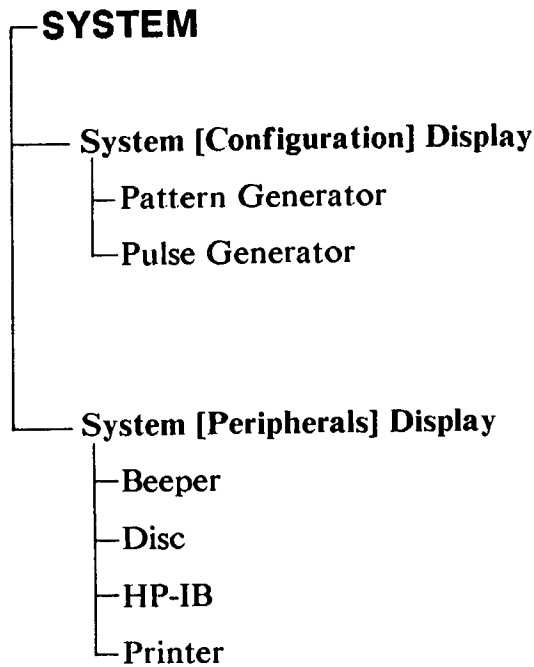 SYSTEM
System [Configuration] Display
Pattern Generator
Pulse Generator
System [Peripherals] Display
Beeper
Disc
HP-IB
Printer